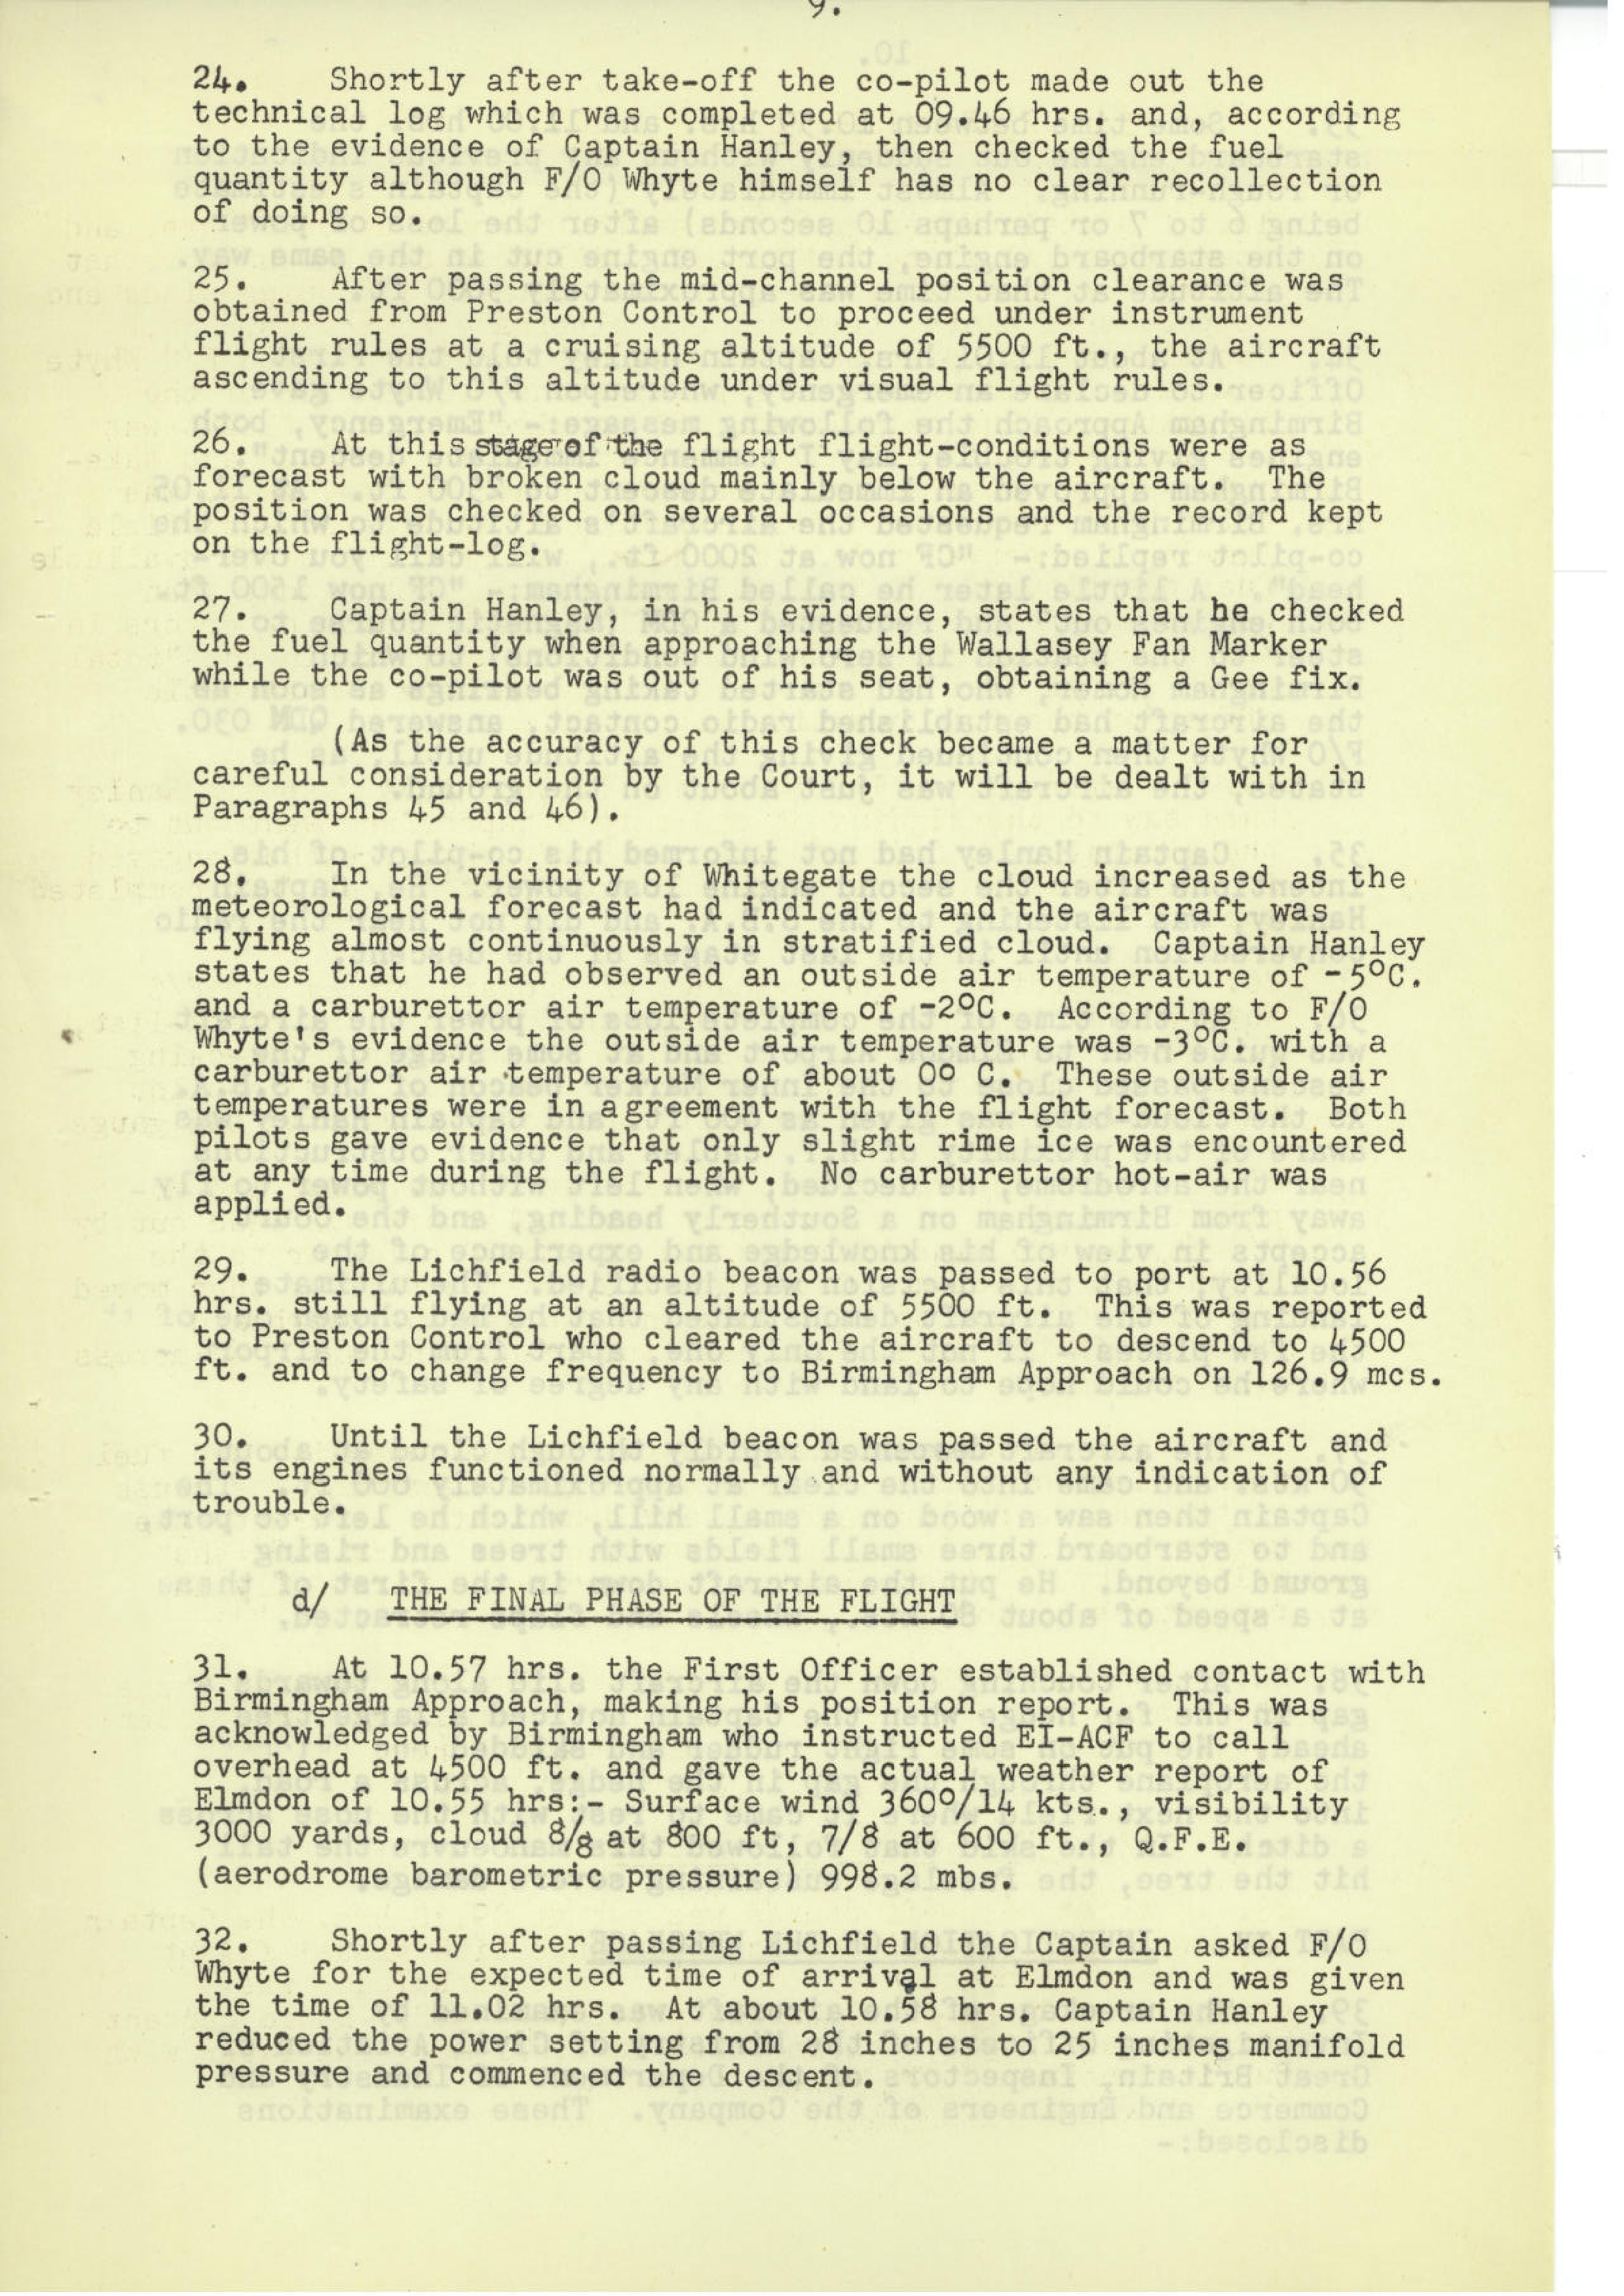 9.
24. Shortly after take-off the co-pilot made out the
technical log which was completed at 09.46 hrs. and, according
to the evidence of Captain Hanley, then checked the fuel
quantity although F/O Whyte himself has no clear recollection
of doing so.
25. After passing the mid-channel position clearance was
obtained from Preston Control to proceed under instrument
flight rules at a cruising altitude of 5500 ft., the aircraft
ascending to this altitude under visual flight rules.
26. At this stage of the flight flight-conditions were as
forecast with broken cloud mainly below the aircraft. The
position was checked on several occasions and the record kept
on the flight-log.
27. Captain Hanley, in his evidence, states that he checked
the fuel quantity when approaching the Wallasey Fan Marker
while the co-pilot was out of his seat, obtaining a Gee fix.
(As the accuracy of this check became a matter for
careful consideration by the Court, it will be dealt with in
Paragraphs 45 and 46).
28. In the vicinity of Whitegate the cloud increased as the
meteorological forecast had indicated and the aircraft was
flying almost continuously in stratified cloud. Captain Hanley
states that he had observed an outside air temperature of -5°C.
and a carburettor air temperature of -2°C. According to F/O
Whyte's evidence the outside air temperature was -3°C. with a
carburettor air temperature of about 0° C. These outside air
temperatures were in agreement with the flight forecast. Both
pilots gave evidence that only slight rime ice was encountered
at any time during the flight. No carburettor hot-air was
applied.
29. The Lichfield radio beacon was passed to port at 10.56
hrs. still flying at an altitude of 5500 ft. This was reported
to Preston Control who cleared the aircraft to descend to 4500
ft. and to change frequency to Birmingham Approach on 126.9 mcs.
30. Until the Lichfield beacon was passed the aircraft and
its engines functioned normally and without any indication of
trouble.
d/ THE FINAL PHASE OF THE FLIGHT
31. At 10.57 hrs. the First Officer established contact with
Birmingham Approach, making his position report. This was
acknowledged by Birmingham who instructed EI-ACF to call
overhead at 4500 ft. and gave the actual weather report of
Elmdon of 10.55 hrs:- Surface wind 360°/14 kts., visibility
3000 yards, cloud 8/8 at 800 ft, 7/8 at 600 ft., Q.F.E.
(aerodrome barometric pressure) 998.2 mbs.
32. Shortly after passing Lichfield the Captain asked F/O
Whyte for the expected time of arrival at Elmdon and was given
the time of 11.02 hrs. At about 10.58 hrs. Captain Hanley
reduced the power setting from 28 inches to 25 inches manifold
pressure and commenced the descent.